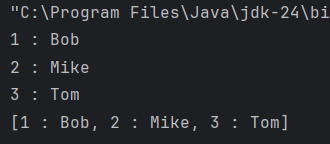 "C:\Program Files\Java\jdk-24\bi
1 : Bob
2 : Mike
3 : Tom
[1 : Bob, 2 : Mike, 3 : Tom]